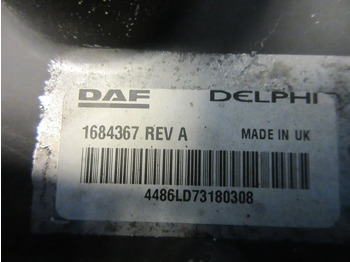 DAF DELPHI
1684367 REV A MADE IN UK
4486LD73180308